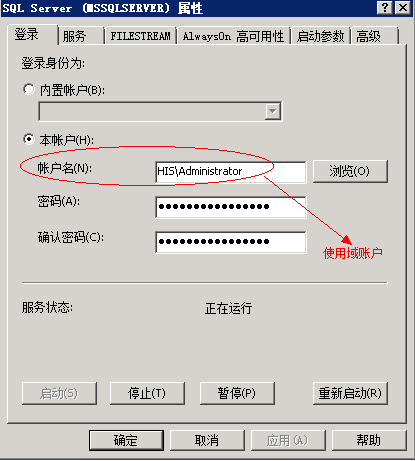 SQL Server (MSSQLSERVER) 属性
登录 服务 FILESTREAM AlwaysOn 高可用性 启动参数 高级
登录身份为:
内置帐户(B):
本帐户(H):
帐户名(N): HIS\Administrator 浏览(O)
密码(A): ●●●●●●●●●●●●●●●●
确认密码(C): ●●●●●●●●●●●●●●●●
使用域账户
服务状态: 正在运行
启动(S) 停止(T) 暂停(P) 重新启动(R)
确定 取消 应用(A) 帮助